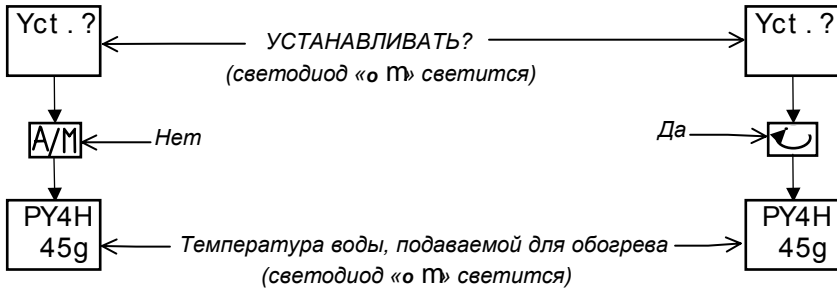 Yct . ?
УСТАНАВЛИВАТЬ?
Yct . ?
(светодиод «о m» светится)
A/M
Нет
Да
PY4H
45g
Температура воды, подаваемой для обогрева
PY4H
45g
(светодиод «о m» светится)